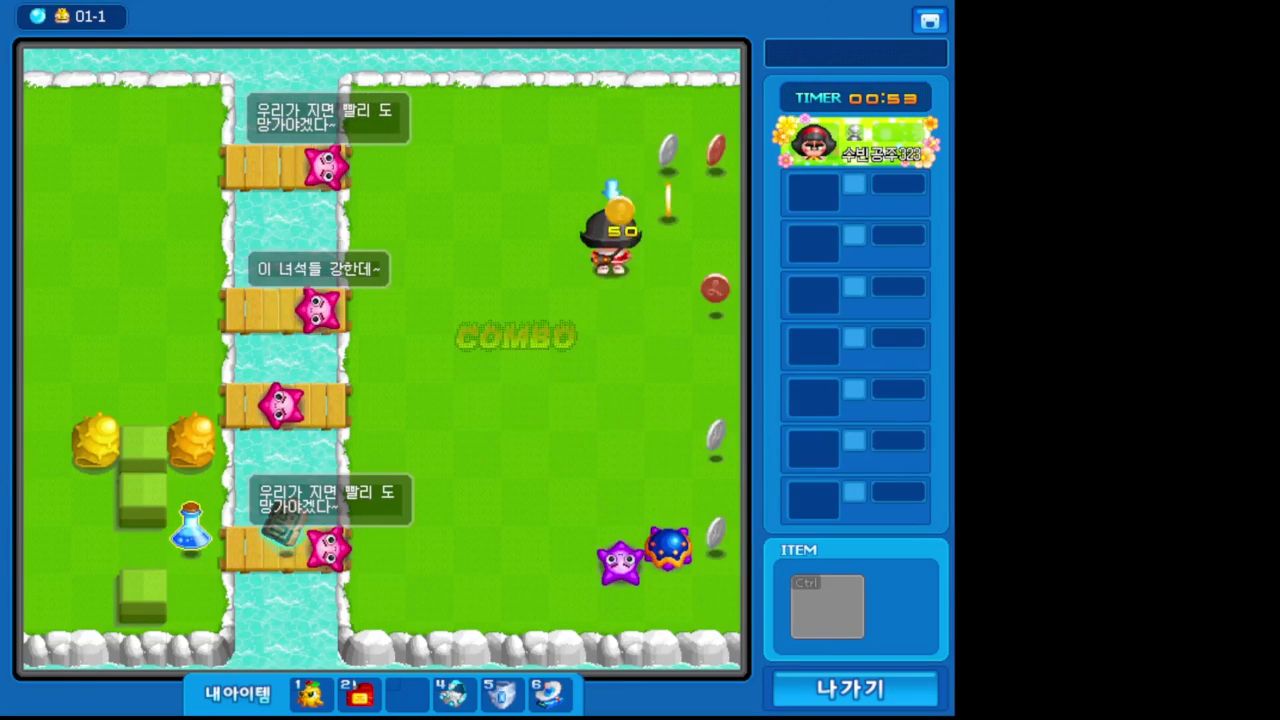 01-1
우리가 지면 빨리 도
망가야겠다~
TIMER 00:53
수빈공주323
50
이 녀석들 강한데~
COMBO
우리가 지면 빨리 도
망가야겠다~
ITEM
Ctrl
내아이템
1
2
4
5
6
나가기